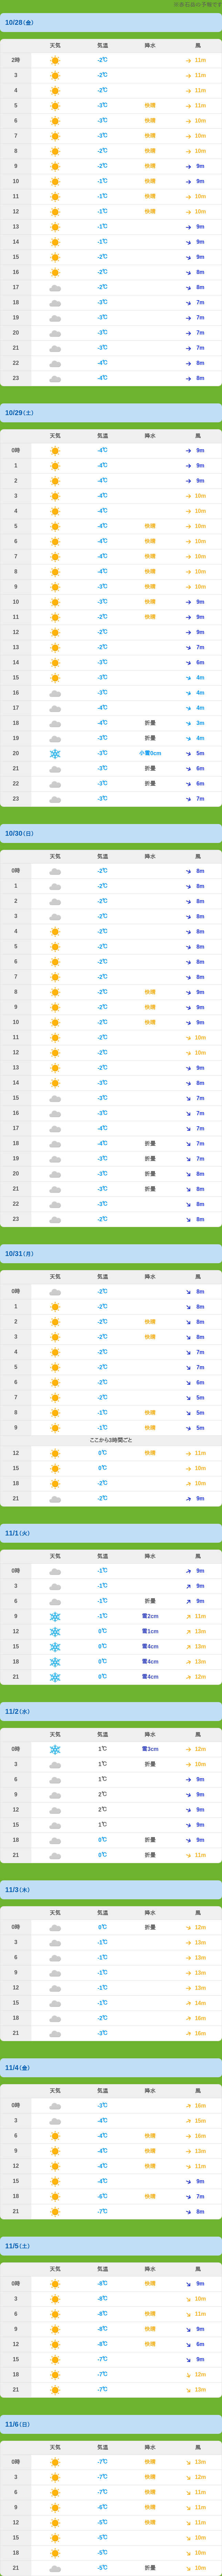 10/28(金)
天気 気温 降水 風
2時 -2℃ 11m
3 -2℃ 11m
4 -2℃ 11m
5 -3℃ 快晴 11m
6 -3℃ 快晴 10m
7 -3℃ 快晴 10m
8 -2℃ 快晴 10m
9 -2℃ 快晴 9m
10 -1℃ 快晴 9m
11 -1℃ 快晴 10m
12 -1℃ 快晴 10m
13 -1℃ 9m
14 -1℃ 9m
15 -2℃ 9m
16 -2℃ 8m
17 -2℃ 8m
18 -3℃ 7m
19 -3℃ 7m
20 -3℃ 7m
21 -3℃ 7m
22 -4℃ 8m
23 -4℃ 8m
10/29(土)
天気 気温 降水 風
0時 -4℃ 9m
1 -4℃ 9m
2 -4℃ 9m
3 -4℃ 10m
4 -4℃ 10m
5 -4℃ 快晴 10m
6 -4℃ 快晴 10m
7 -4℃ 快晴 10m
8 -4℃ 快晴 10m
9 -3℃ 快晴 10m
10 -3℃ 快晴 9m
11 -2℃ 快晴 9m
12 -2℃ 9m
13 -2℃ 7m
14 -3℃ 6m
15 -3℃ 4m
16 -3℃ 4m
17 -4℃ 4m
18 -4℃ 折曇 3m
19 -3℃ 折曇 4m
20 -3℃ 小雪0cm 5m
21 -3℃ 折曇 6m
22 -3℃ 折曇 6m
23 -3℃ 7m
10/30(日)
天気 気温 降水 風
0時 -2℃ 8m
1 -2℃ 8m
2 -2℃ 8m
3 -2℃ 8m
4 -2℃ 8m
5 -2℃ 8m
6 -2℃ 8m
7 -2℃ 8m
8 -2℃ 快晴 9m
9 -2℃ 快晴 9m
10 -2℃ 快晴 9m
11 -2℃ 10m
12 -2℃ 10m
13 -2℃ 9m
14 -3℃ 8m
15 -3℃ 7m
16 -3℃ 7m
17 -4℃ 7m
18 -4℃ 折曇 7m
19 -3℃ 折曇 7m
20 -3℃ 折曇 8m
21 -3℃ 折曇 8m
22 -3℃ 8m
23 -2℃ 8m
10/31(月)
天気 気温 降水 風
0時 -2℃ 8m
1 -2℃ 8m
2 -2℃ 快晴 8m
3 -2℃ 快晴 8m
4 -2℃ 7m
5 -2℃ 7m
6 -2℃ 6m
7 -2℃ 5m
8 -1℃ 快晴 5m
9 -1℃ 快晴 5m
ここから3時間ごと
12 0℃ 快晴 11m
15 0℃ 10m
18 -2℃ 10m
21 -2℃ 9m
11/1(火)
天気 気温 降水 風
0時 -1℃ 9m
3 -1℃ 9m
6 -1℃ 折曇 9m
9 -1℃ 雪2cm 11m
12 0℃ 雪1cm 13m
15 0℃ 雪4cm 13m
18 0℃ 雪4cm 13m
21 0℃ 雪4cm 12m
11/2(水)
天気 気温 降水 風
0時 1℃ 雪3cm 12m
3 1℃ 折曇 10m
6 1℃ 9m
9 2℃ 9m
12 2℃ 9m
15 1℃ 9m
18 0℃ 折曇 9m
21 0℃ 折曇 11m
11/3(木)
天気 気温 降水 風
0時 0℃ 折曇 12m
3 -1℃ 13m
6 -1℃ 13m
9 -1℃ 13m
12 -1℃ 13m
15 -1℃ 14m
18 -2℃ 16m
21 -3℃ 16m
11/4(金)
天気 気温 降水 風
0時 -3℃ 16m
3 -4℃ 15m
6 -4℃ 快晴 16m
9 -4℃ 快晴 13m
12 -4℃ 快晴 11m
15 -4℃ 9m
18 -6℃ 快晴 7m
21 -7℃ 8m
11/5(土)
天気 気温 降水 風
0時 -8℃ 快晴 9m
3 -8℃ 10m
6 -8℃ 快晴 11m
9 -8℃ 快晴 9m
12 -8℃ 快晴 6m
15 -7℃ 9m
18 -7℃ 12m
21 -7℃ 13m
11/6(日)
天気 気温 降水 風
0時 -7℃ 快晴 13m
3 -7℃ 快晴 12m
6 -7℃ 快晴 11m
9 -6℃ 快晴 11m
12 -5℃ 快晴 11m
15 -5℃ 10m
18 -5℃ 10m
21 -5℃ 折曇 10m